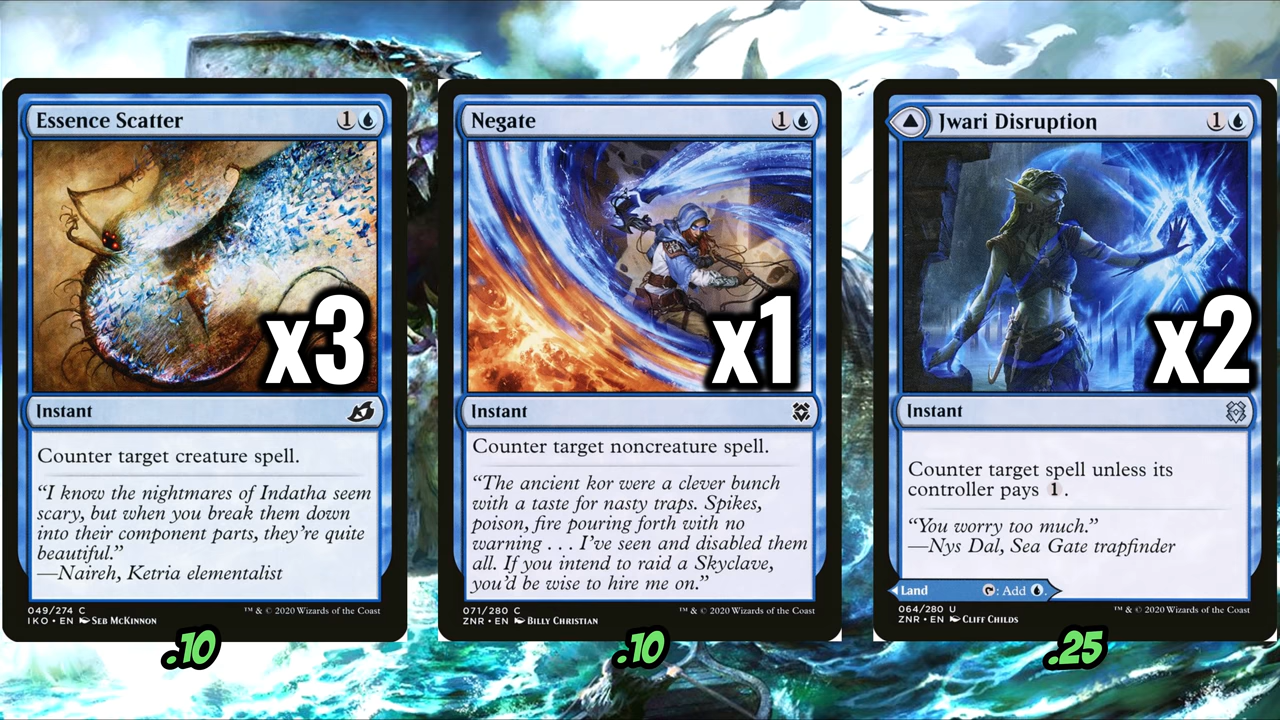 Essence Scatter 1
x3
Instant
Counter target creature spell.
“I know the nightmares of Indatha seem
scary, but when you break them down
into their component parts, they’re quite
beautiful.”
—Naireh, Ketria elementalist
049/274 C
IKO • EN Seb McKinnon
™ & © 2020 Wizards of the Coast
.10
Negate 1
x1
Instant
Counter target noncreature spell.
“The ancient kor were a clever bunch
with a taste for nasty traps. Spikes,
poison, fire pouring forth with no
warning . . . I’ve seen and disabled them
all. If you intend to raid a Skyclave,
you’d be wise to hire me on.”
071/280 C
ZNR • EN Billy Christian
™ & © 2020 Wizards of the Coast
.10
Jwari Disruption 1
x2
Instant
Counter target spell unless its
controller pays 1.
“You worry too much.”
—Nys Dal, Sea Gate trapfinder
Land : Add .
064/280 U
ZNR • EN Cliff Childs
™ & © 2020 Wizards of the Coast
.25